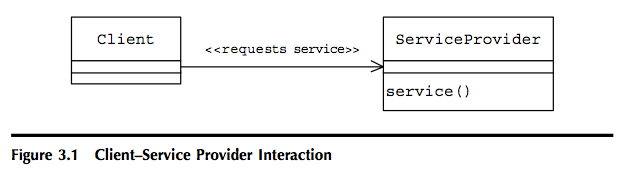 Client
<<requests service>>
ServiceProvider
service()
Figure 3.1 Client–Service Provider Interaction